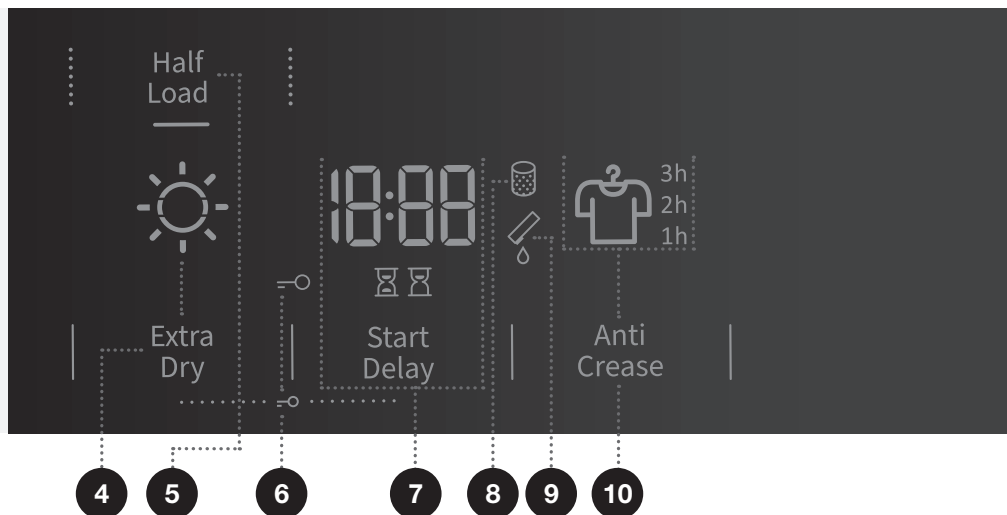 Half
Load
18:88
3h
2h
1h
Extra
Dry
Start
Delay
Anti
Crease
4
5
6
7
8
9
10